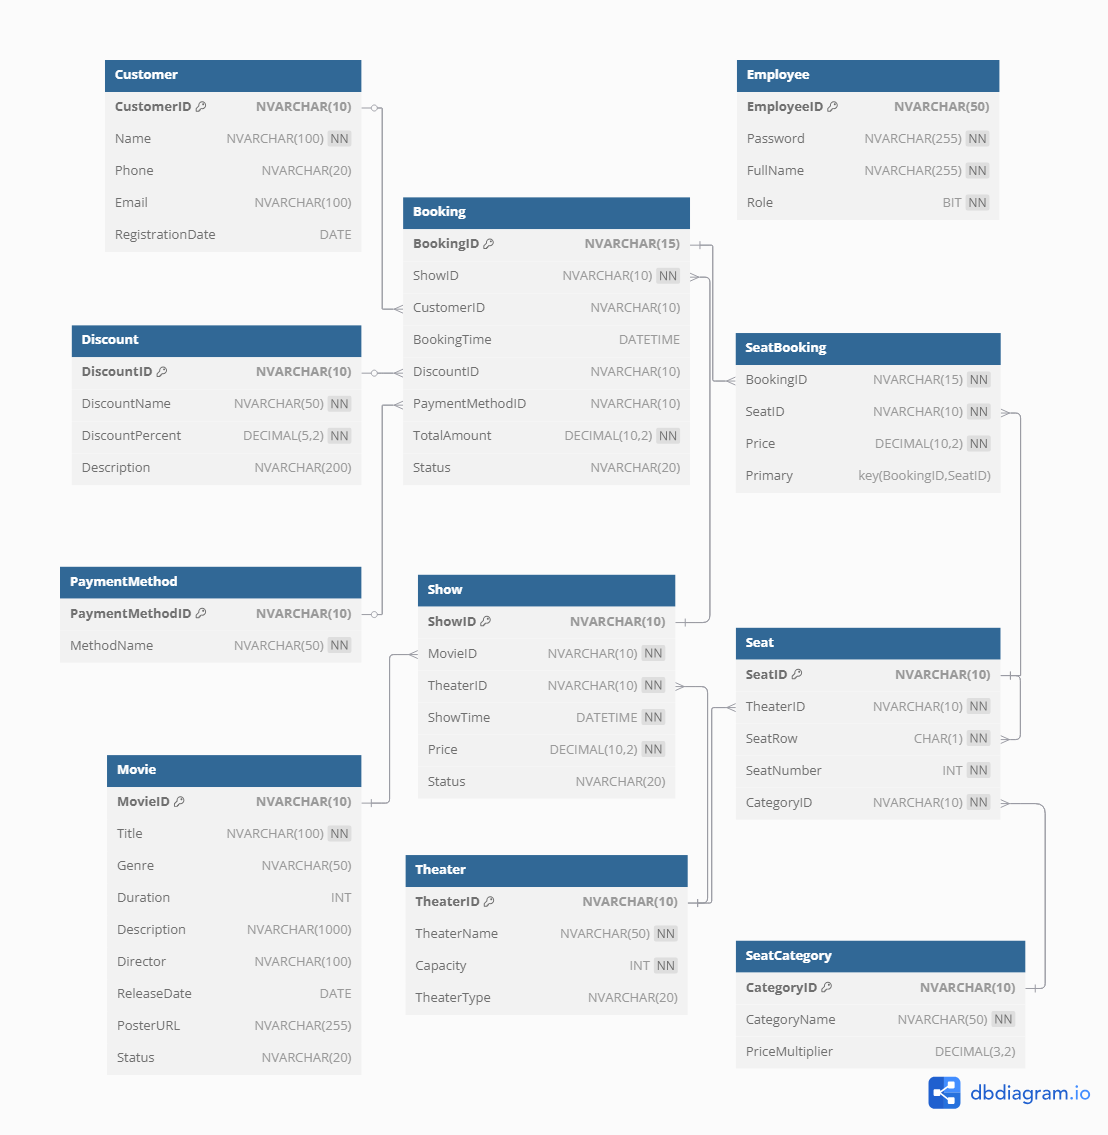 Customer
CustomerID NVARCHAR(10)
Name NVARCHAR(100) NN
Phone NVARCHAR(20)
Email NVARCHAR(100)
RegistrationDate DATE
Employee
EmployeeID NVARCHAR(50)
Password NVARCHAR(255) NN
FullName NVARCHAR(255) NN
Role BIT NN
Booking
BookingID NVARCHAR(15)
ShowID NVARCHAR(10) NN
CustomerID NVARCHAR(10)
BookingTime DATETIME
DiscountID NVARCHAR(10)
PaymentMethodID NVARCHAR(10)
TotalAmount DECIMAL(10,2) NN
Status NVARCHAR(20)
Discount
DiscountID NVARCHAR(10)
DiscountName NVARCHAR(50) NN
DiscountPercent DECIMAL(5,2) NN
Description NVARCHAR(200)
SeatBooking
BookingID NVARCHAR(15) NN
SeatID NVARCHAR(10) NN
Price DECIMAL(10,2) NN
Primary key(BookingID,SeatID)
PaymentMethod
PaymentMethodID NVARCHAR(10)
MethodName NVARCHAR(50) NN
Show
ShowID NVARCHAR(10)
MovieID NVARCHAR(10) NN
TheaterID NVARCHAR(10) NN
ShowTime DATETIME NN
Price DECIMAL(10,2) NN
Status NVARCHAR(20)
Seat
SeatID NVARCHAR(10)
TheaterID NVARCHAR(10) NN
SeatRow CHAR(1) NN
SeatNumber INT NN
CategoryID NVARCHAR(10) NN
Movie
MovieID NVARCHAR(10)
Title NVARCHAR(100) NN
Genre NVARCHAR(50)
Duration INT
Description NVARCHAR(1000)
Director NVARCHAR(100)
ReleaseDate DATE
PosterURL NVARCHAR(255)
Status NVARCHAR(20)
Theater
TheaterID NVARCHAR(10)
TheaterName NVARCHAR(50) NN
Capacity INT NN
TheaterType NVARCHAR(20)
SeatCategory
CategoryID NVARCHAR(10)
CategoryName NVARCHAR(50) NN
PriceMultiplier DECIMAL(3,2)
dbdiagram.io